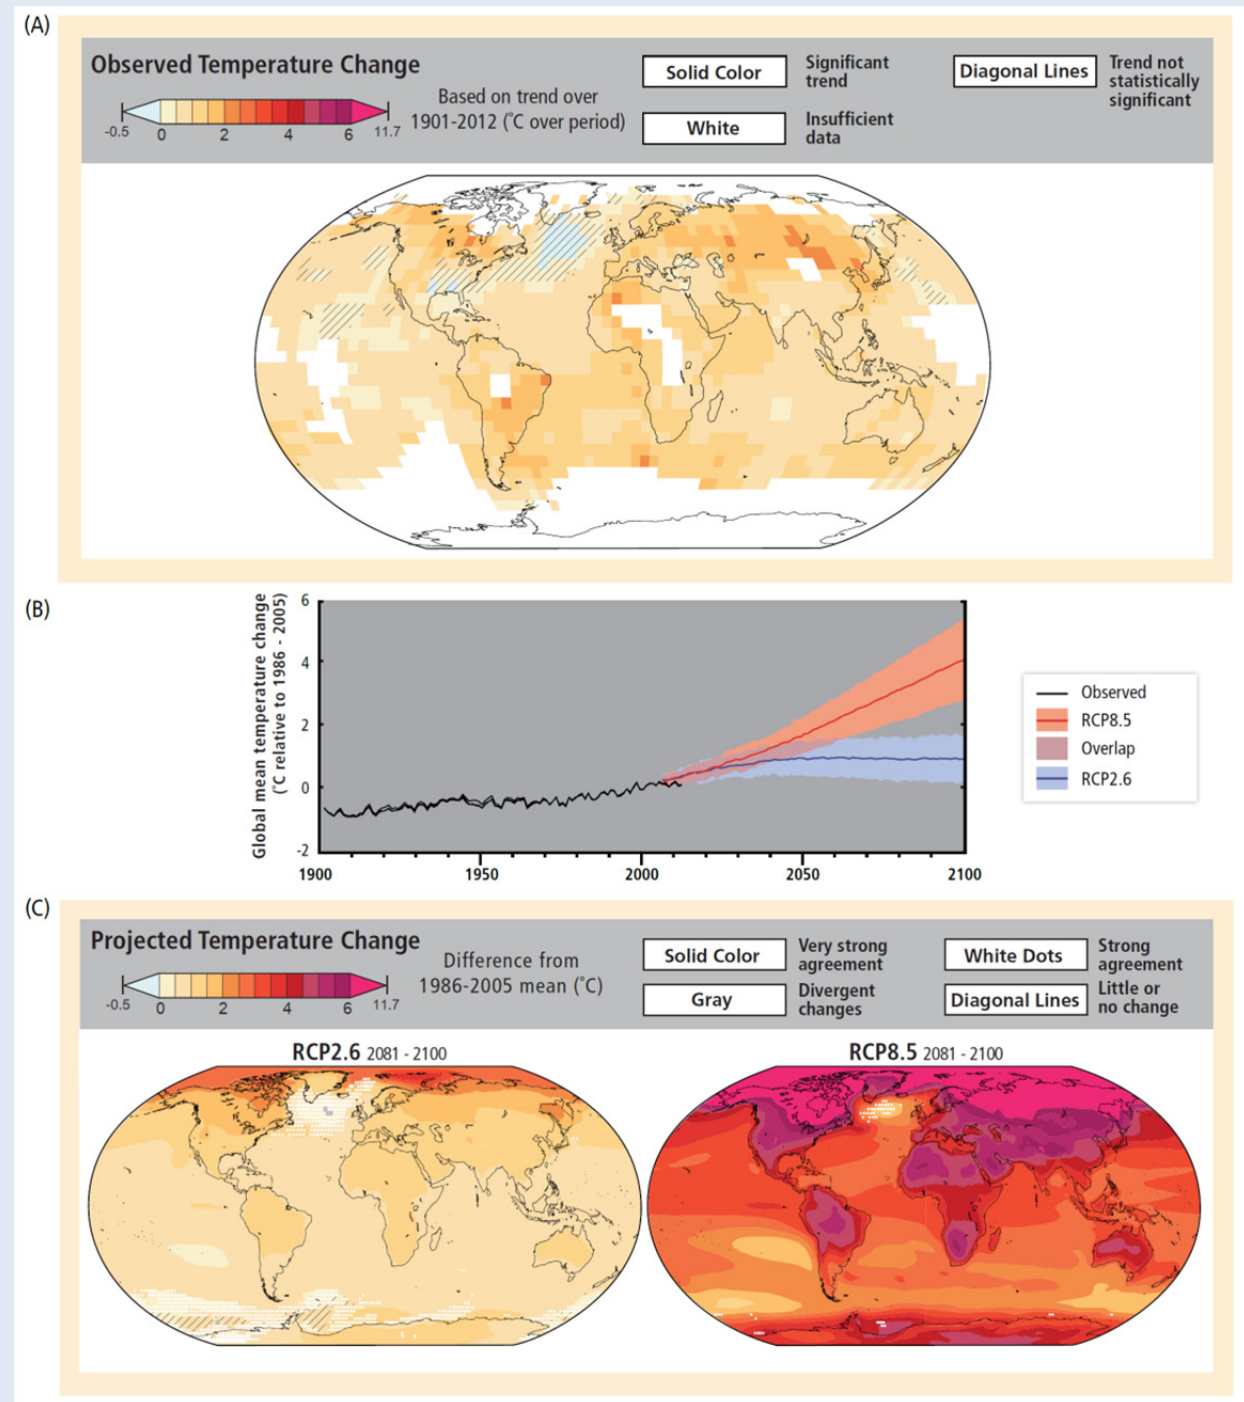 (A)
Observed Temperature Change
-0.5 0 2 4 6 11.7
Based on trend over
1901-2012 (˚C over period)
Solid Color
Significant
trend
White
Insufficient
data
Diagonal Lines
Trend not
statistically
significant
(B)
Global mean temperature change
(˚C relative to 1986 - 2005)
6
4
2
0
-2
1900 1950 2000 2050 2100
Observed
RCP8.5
Overlap
RCP2.6
(C)
Projected Temperature Change
-0.5 0 2 4 6 11.7
Difference from
1986-2005 mean (˚C)
Solid Color
Very strong
agreement
Gray
Divergent
changes
White Dots
Strong
agreement
Diagonal Lines
Little or
no change
RCP2.6 2081 - 2100
RCP8.5 2081 - 2100